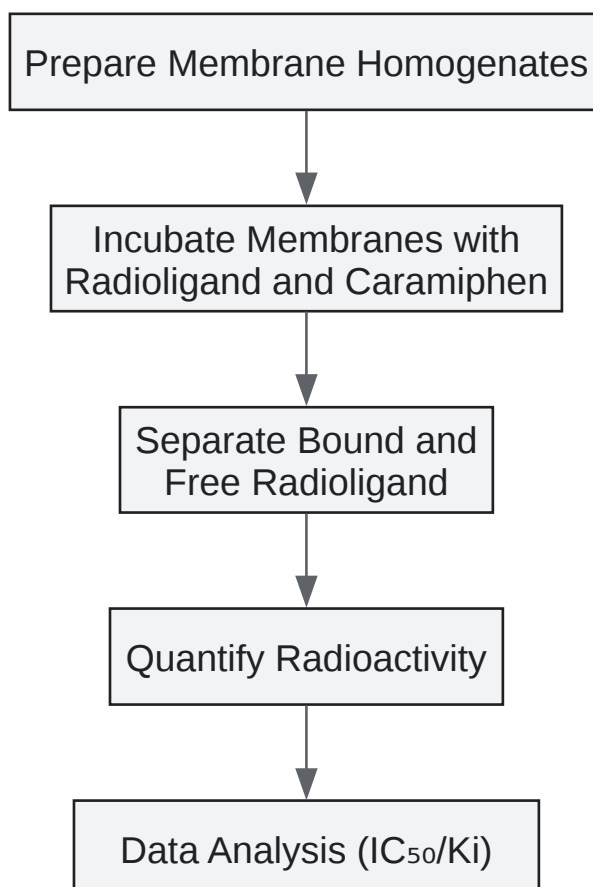 Prepare Membrane Homogenates
Incubate Membranes with
Radioligand and Caramiphen
Separate Bound and
Free Radioligand
Quantify Radioactivity
Data Analysis (IC₅₀/Ki)